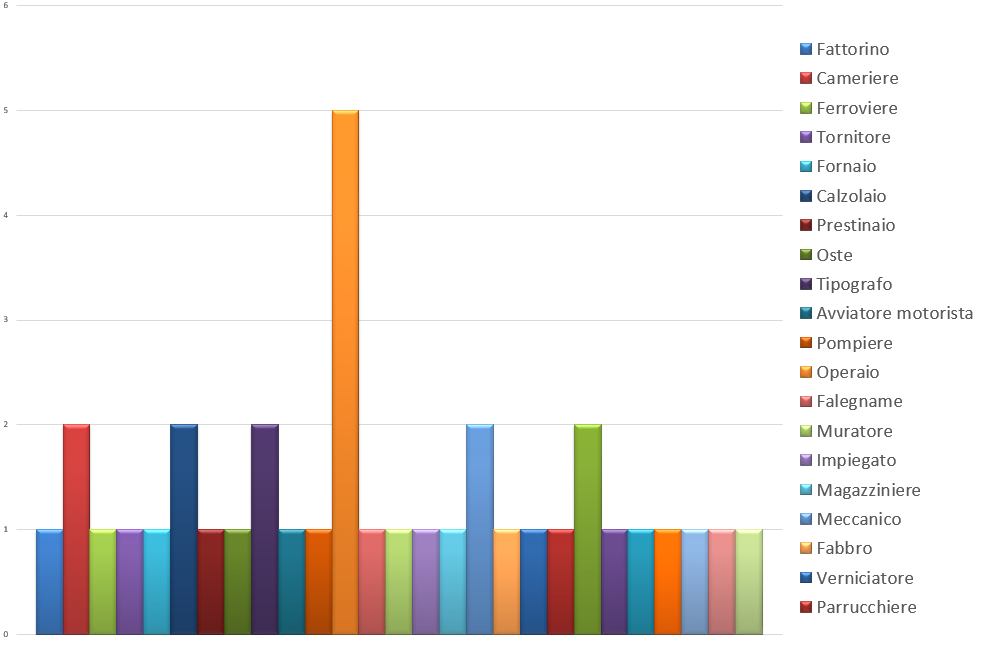 6
5
4
3
2
1
0
Fattorino
Cameriere
Ferroviere
Tornitore
Fornaio
Calzolaio
Prestinaio
Oste
Tipografo
Avviatore motorista
Pompiere
Operaio
Falegname
Muratore
Impiegato
Magazziniere
Meccanico
Fabbro
Verniciatore
Parrucchiere